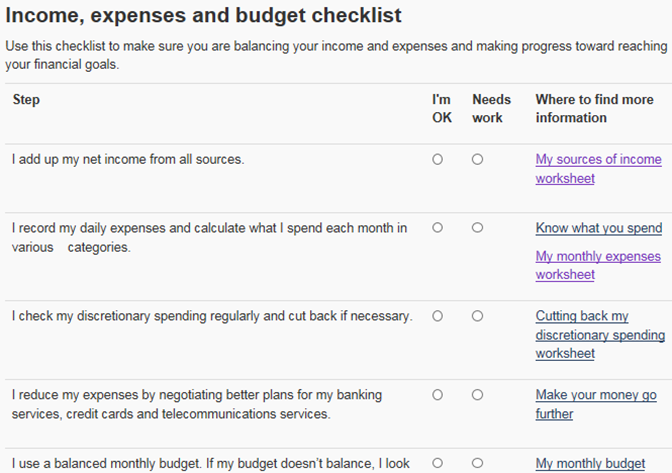 Income, expenses and budget checklist
Use this checklist to make sure you are balancing your income and expenses and making progress toward reaching
your financial goals.
Step
I'm
OK
Needs
work
Where to find more
information
I add up my net income from all sources.
My sources of income
worksheet
I record my daily expenses and calculate what I spend each month in
various categories.
Know what you spend
My monthly expenses
worksheet
I check my discretionary spending regularly and cut back if necessary.
Cutting back my
discretionary spending
worksheet
I reduce my expenses by negotiating better plans for my banking
services, credit cards and telecommunications services.
Make your money go
further
I use a balanced monthly budget. If my budget doesn’t balance, I look
My monthly budget